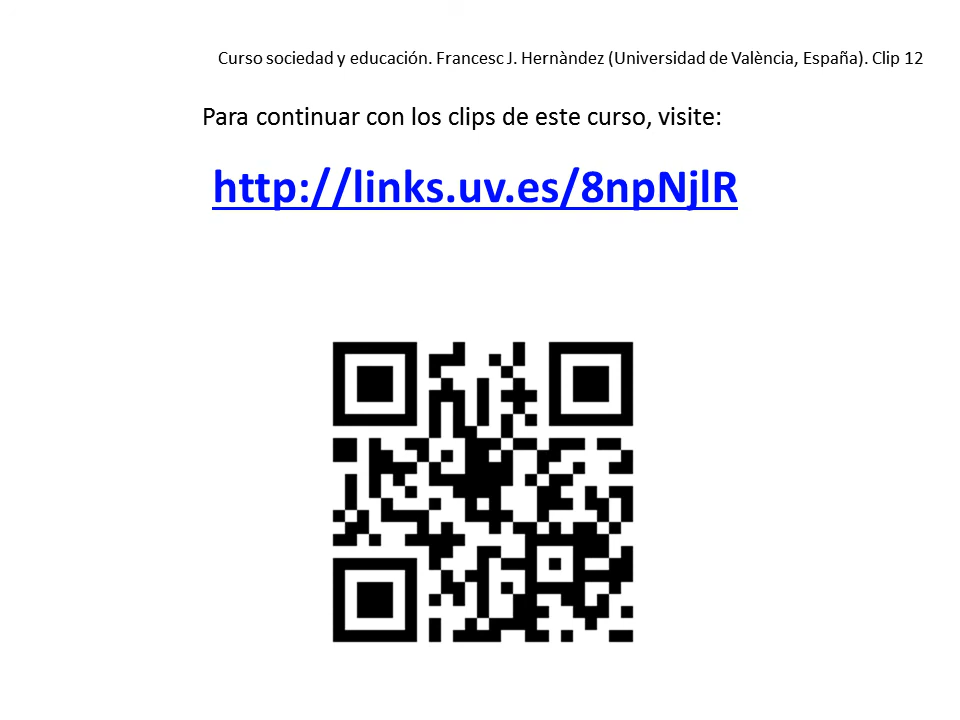 Curso sociedad y educación. Francesc J. Hernàndez (Universidad de València, España). Clip 12
Para continuar con los clips de este curso, visite:
http://links.uv.es/8npNjlR